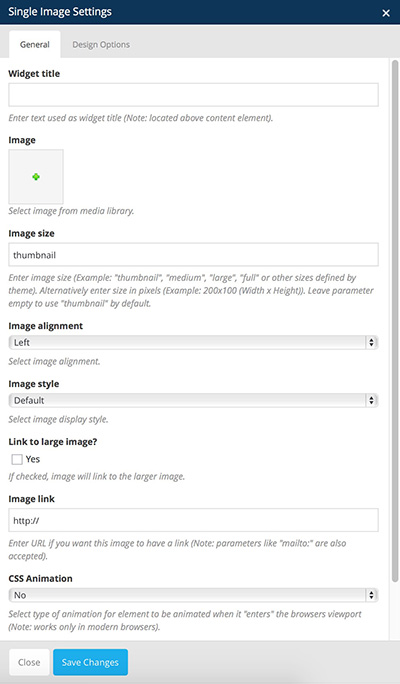 Single Image Settings
×
General
Design Options
Widget title
Enter text used as widget title (Note: located above content element).
Image
Select image from media library.
Image size
thumbnail
Enter image size (Example: "thumbnail", "medium", "large", "full" or other sizes defined by
theme). Alternatively enter size in pixels (Example: 200x100 (Width x Height)). Leave parameter
empty to use "thumbnail" by default.
Image alignment
Left
Select image alignment.
Image style
Default
Select image display style.
Link to large image?
Yes
If checked, image will link to the larger image.
Image link
http://
Enter URL if you want this image to have a link (Note: parameters like "mailto:" are also
accepted).
CSS Animation
No
Select type of animation for element to be animated when it "enters" the browsers viewport
(Note: works only in modern browsers).
Close
Save Changes